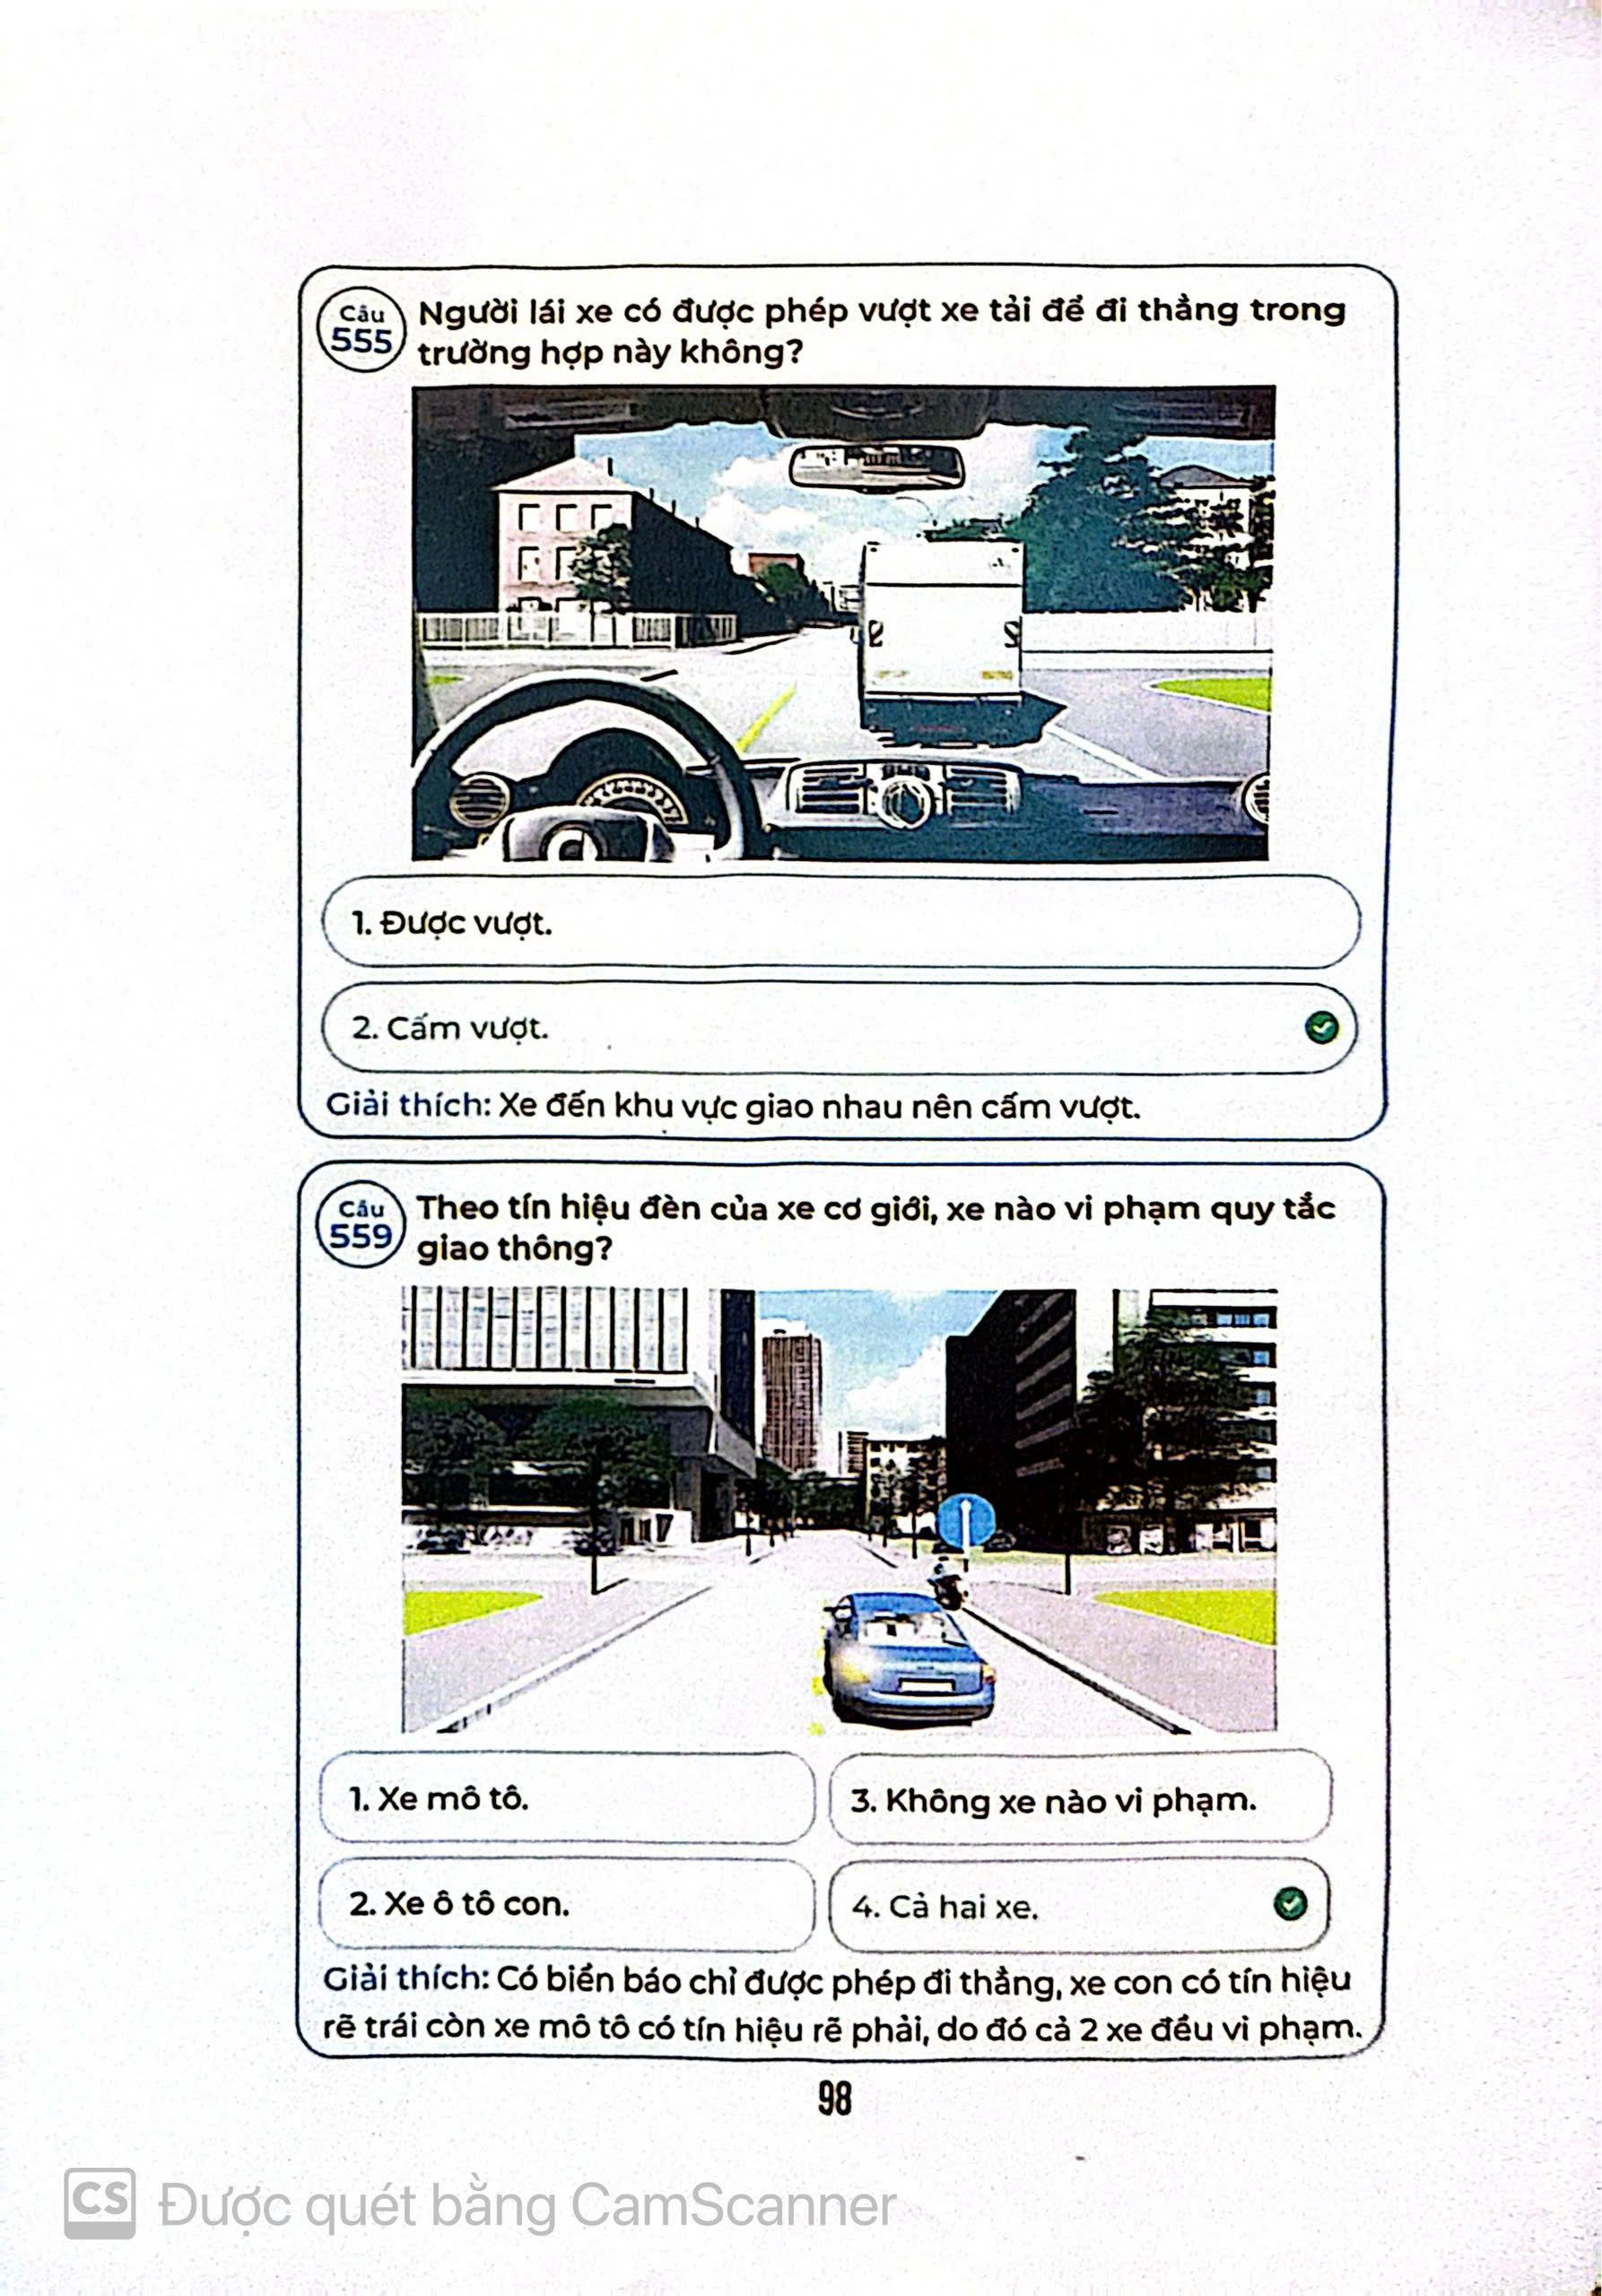 Câu
555
Người lái xe có được phép vượt xe tải để đi thẳng trong
trường hợp này không?
1. Được vượt.
2. Cấm vượt.
Giải thích: Xe đến khu vực giao nhau nên cấm vượt.
Câu
559
Theo tín hiệu đèn của xe cơ giới, xe nào vi phạm quy tắc
giao thông?
1. Xe mô tô.
3. Không xe nào vi phạm.
2. Xe ô tô con.
4. Cả hai xe.
Giải thích: Có biển báo chỉ được phép đi thẳng, xe con có tín hiệu
rẽ trái còn xe mô tô có tín hiệu rẽ phải, do đó cả 2 xe đều vi phạm.
98
CS Được quét bằng CamScanner